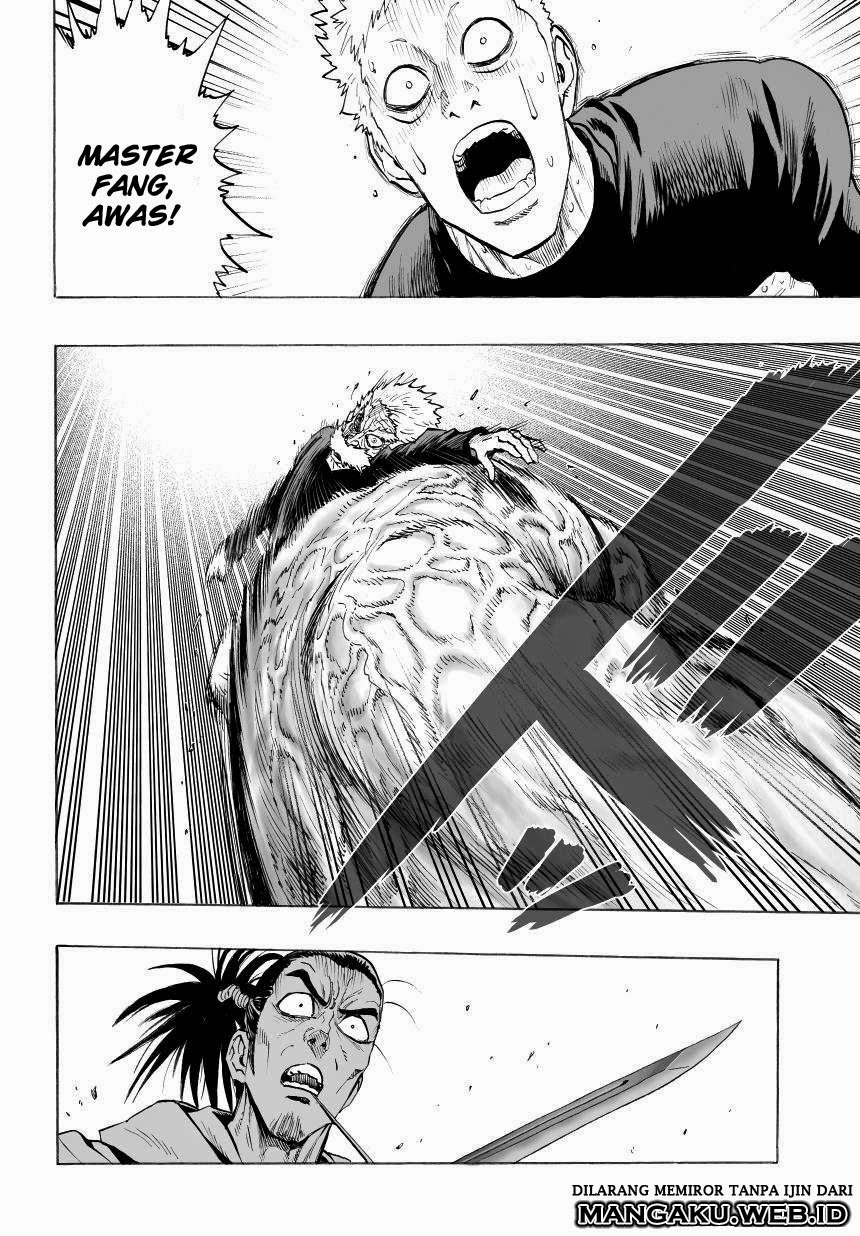 MASTER
FANG,
AWAS!
DILARANG MEMIROR TANPA IJIN DARI
MANGAKU.WEB.ID